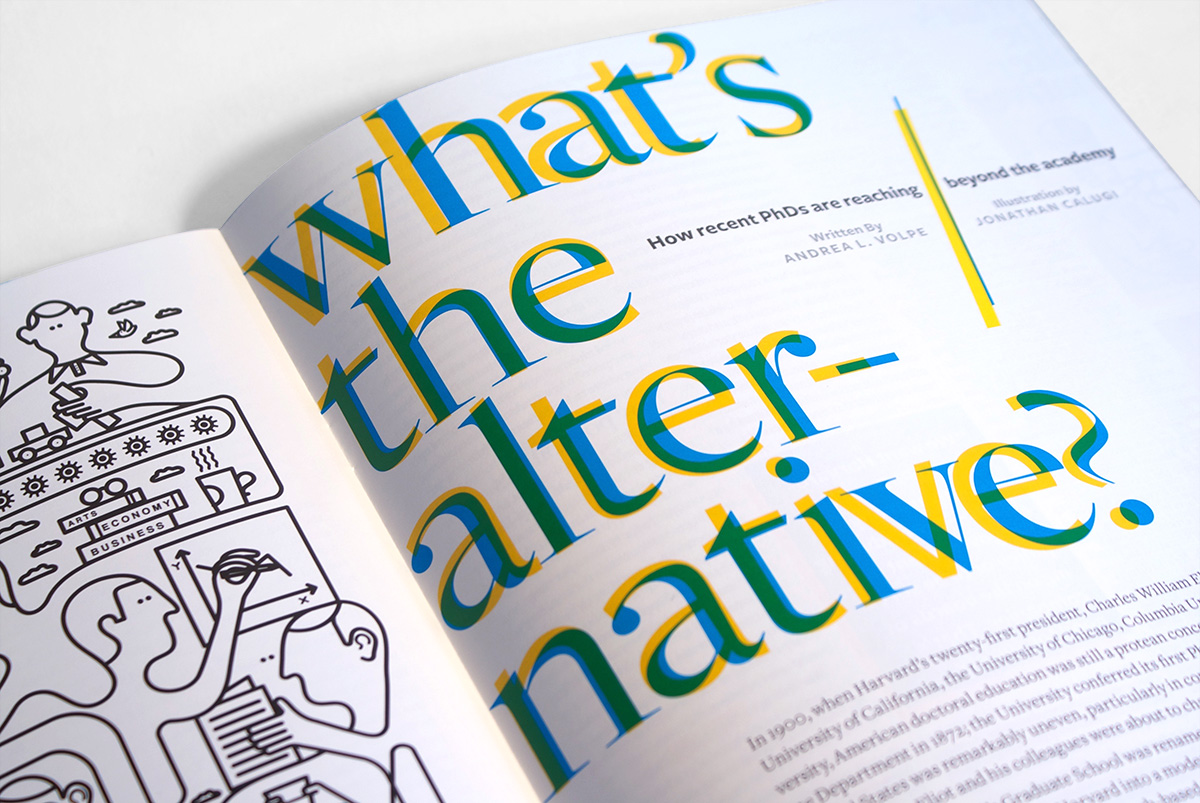 what's
the
alter-
native?
How recent PhDs are reaching
beyond the academy
Written By
ANDREA L. VOLPE
Illustration by
JONATHAN CALUGI
ARTS
ECONOMY
BUSINESS
Y
X
In 1900, when Harvard's twenty-first president, Charles William
University of California, the University of Chicago, Columbia
versity, American doctoral education was still a protean
Department in 1872, the University conferred its first
States was remarkably uneven, particularly in
and his colleagues were about to
Graduate School was
into a